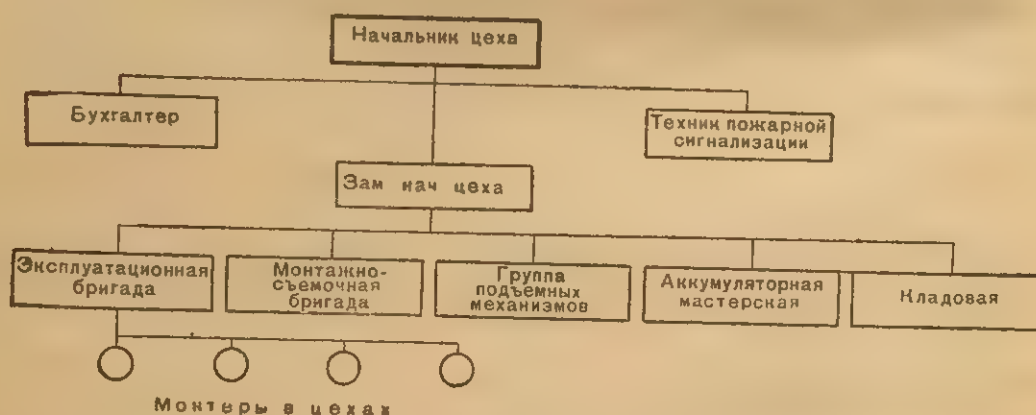 Начальник цеха
Бухгалтер
Техник пожарной
сигнализации
Зам нач цеха
Эксплуатационная
бригада
Монтажно-
съемочная
бригада
Группа
подъемных
механизмов
Аккумуляторная
мастерская
Кладовая
Монтеры в цехах